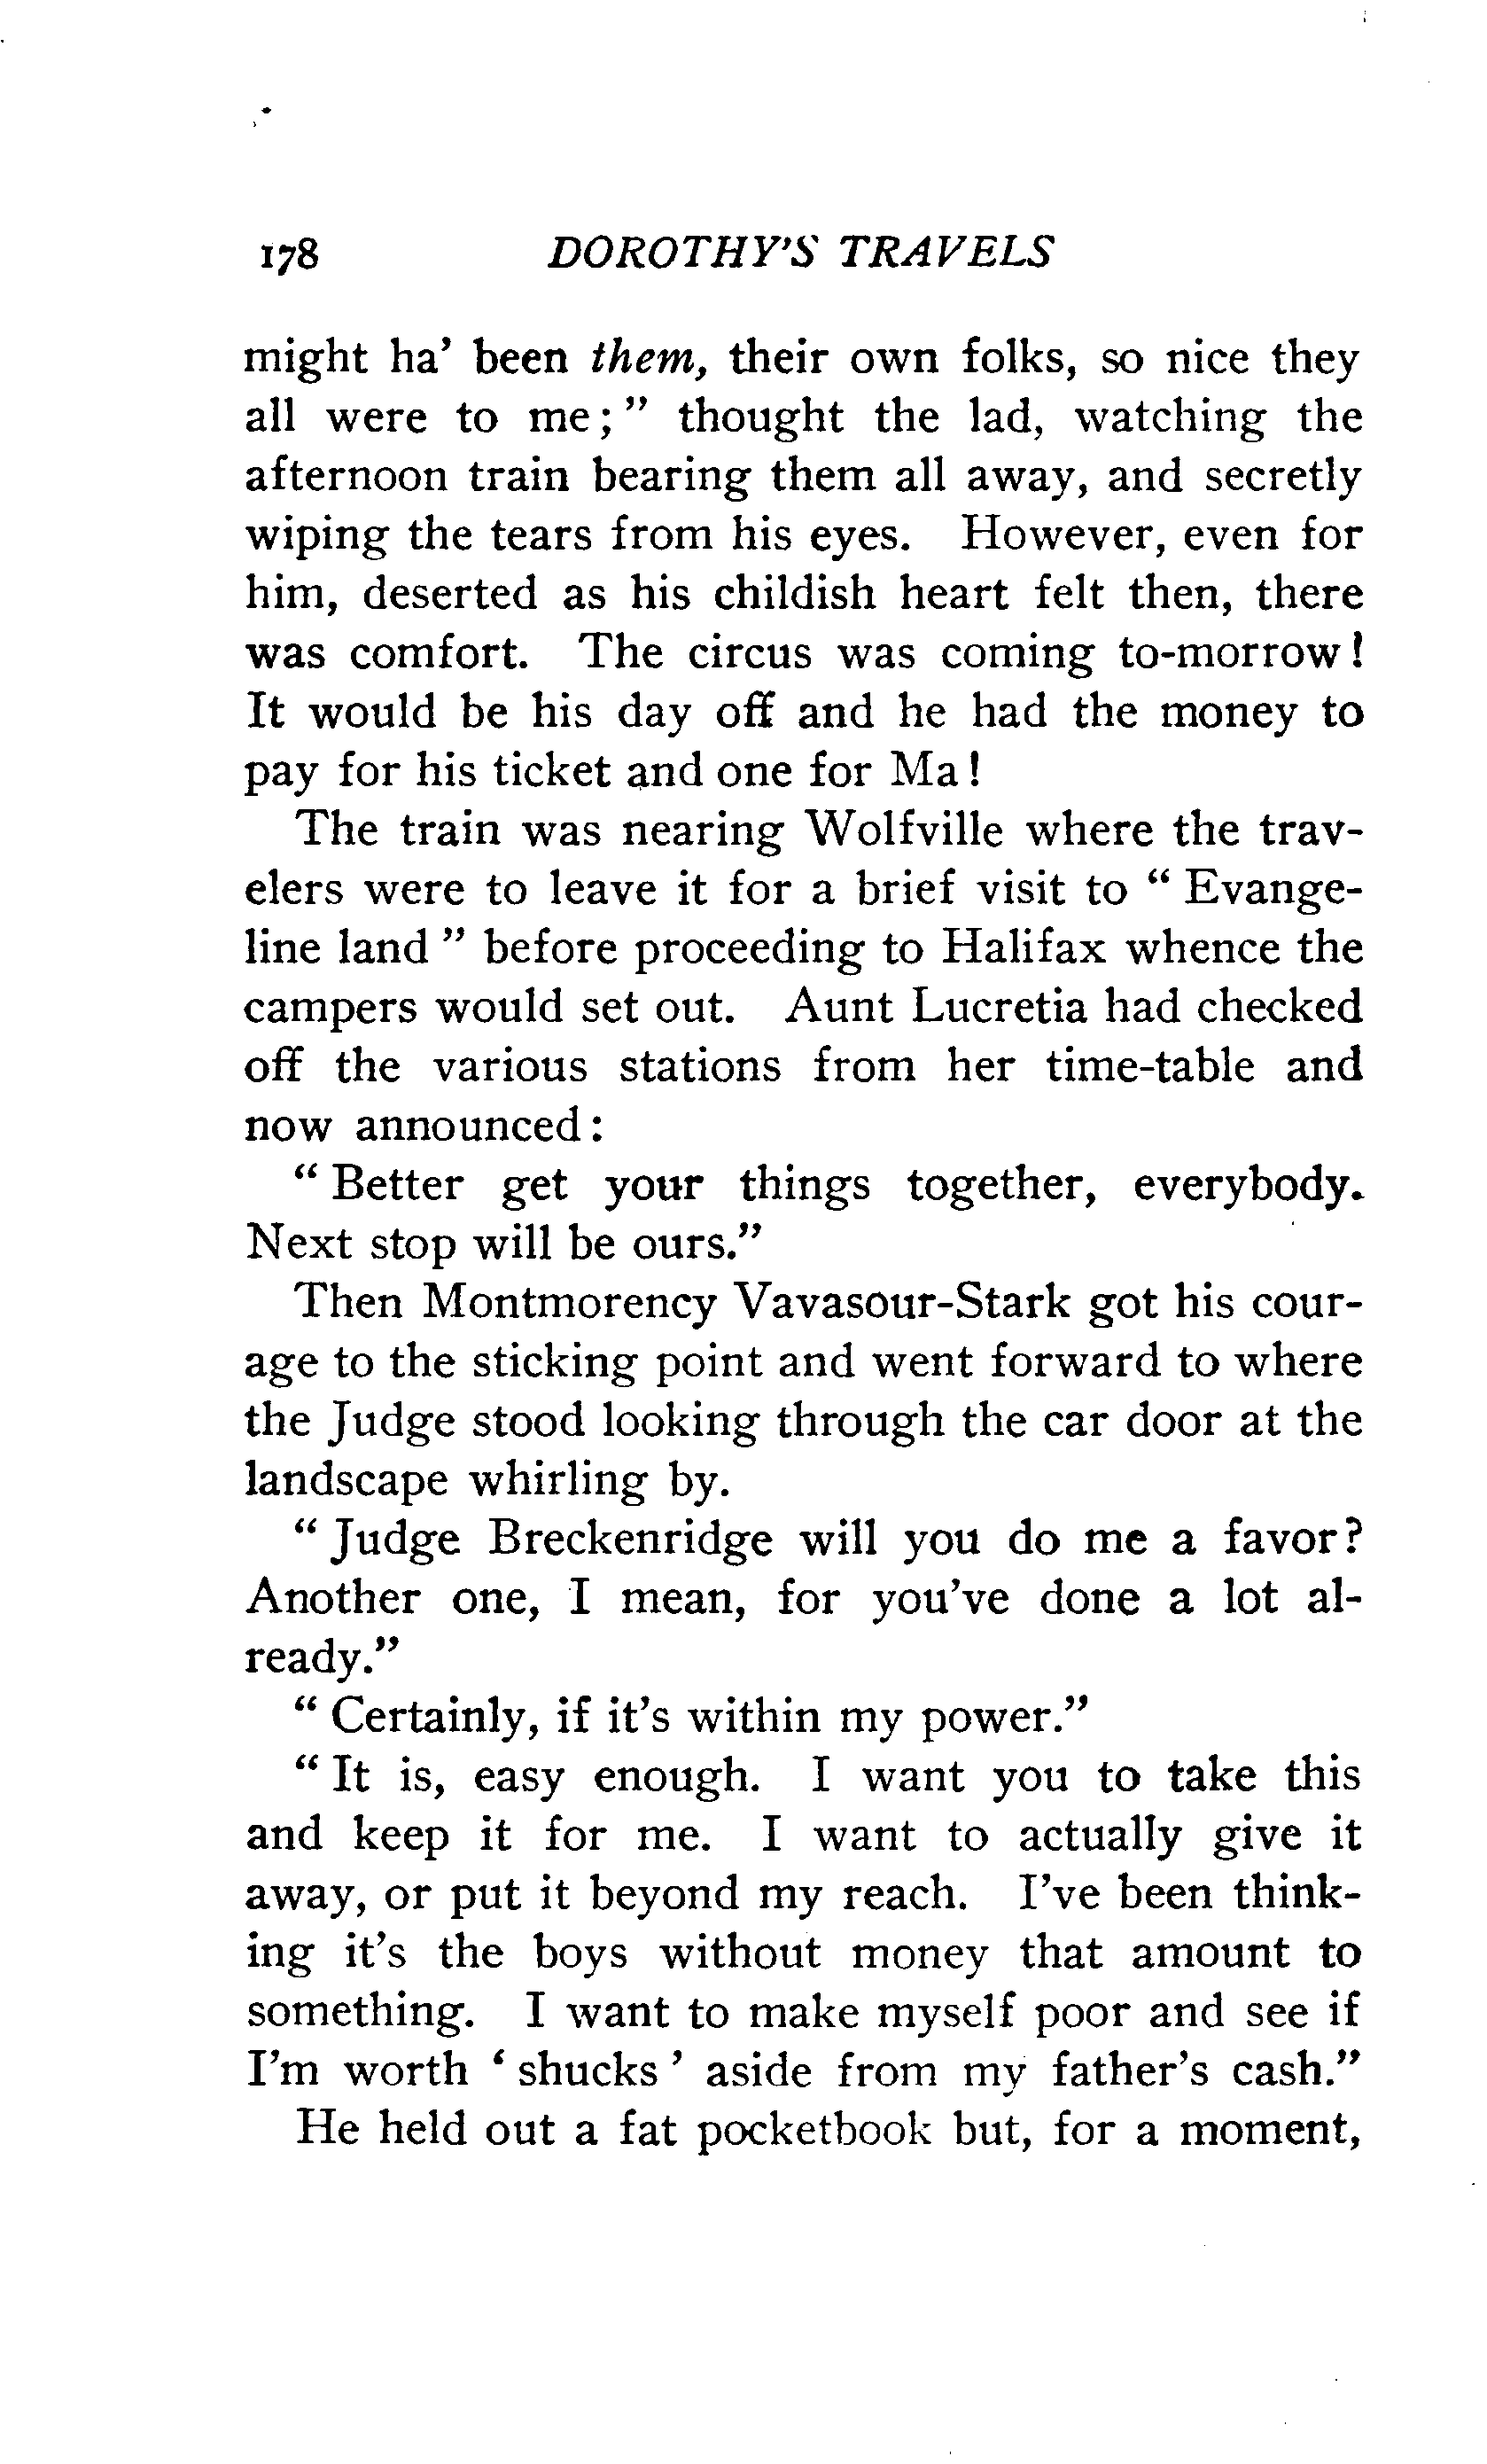 178 DOROTHY'S TRAVELS
might ha' been them, their own folks, so nice they
all were to me;" thought the lad, watching the
afternoon train bearing them all away, and secretly
wiping the tears from his eyes. However, even for
him, deserted as his childish heart felt then, there
was comfort. The circus was coming to-morrow!
It would be his day off and he had the money to
pay for his ticket and one for Ma!
The train was nearing Wolfville where the trav-
elers were to leave it for a brief visit to " Evange-
line land " before proceeding to Halifax whence the
campers would set out. Aunt Lucretia had checked
off the various stations from her time-table and
now announced:
" Better get your things together, everybody.
Next stop will be ours."
Then Montmorency Vavasour-Stark got his cour-
age to the sticking point and went forward to where
the Judge stood looking through the car door at the
landscape whirling by.
" Judge Breckenridge will you do me a favor?
Another one, I mean, for you've done a lot al-
ready."
" Certainly, if it's within my power."
" It is, easy enough. I want you to take this
and keep it for me. I want to actually give it
away, or put it beyond my reach. I've been think-
ing it's the boys without money that amount to
something. I want to make myself poor and see if
I'm worth ' shucks ' aside from my father's cash."
He held out a fat pocketbook but, for a moment,